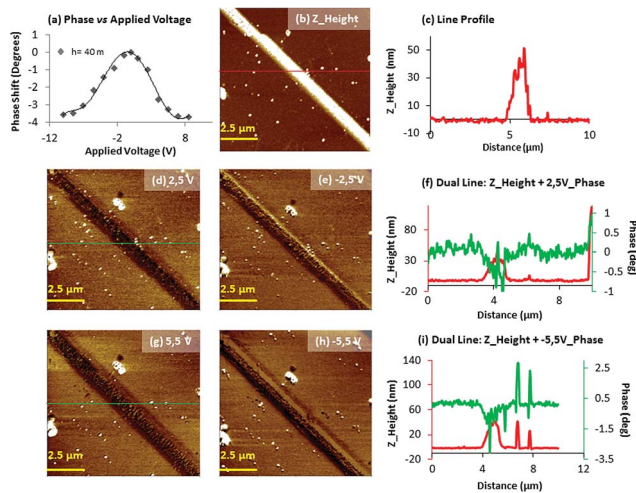 (a) Phase vs Applied Voltage
Phase Shift (Degrees)
1
0
-1
-2
-3
-4
h= 40 m
-12
-2
8
Applied Voltage (V)
(b) Z_Height
2.5 μm
(c) Line Profile
Z_Height (nm)
70
50
30
10
-10
0
5
10
Distance (μm)
(d) 2,5 V
2.5 μm
(e) -2,5 V
2.5 μm
(f) Dual Line: Z_Height + 2,5V_Phase
Z_Height (nm)
80
30
-20
0
4
8
Distance (μm)
1
0.5
0
-0.5
-1
Phase (deg)
(g) 5,5 V
2.5 μm
(h) -5,5 V
2.5 μm
(i) Dual Line: Z_Height + -5,5V_Phase
Z_Height (nm)
140
100
60
20
-20
0
4
8
12
Distance (μm)
2.5
0.5
-1.5
-3.5
Phase (deg)